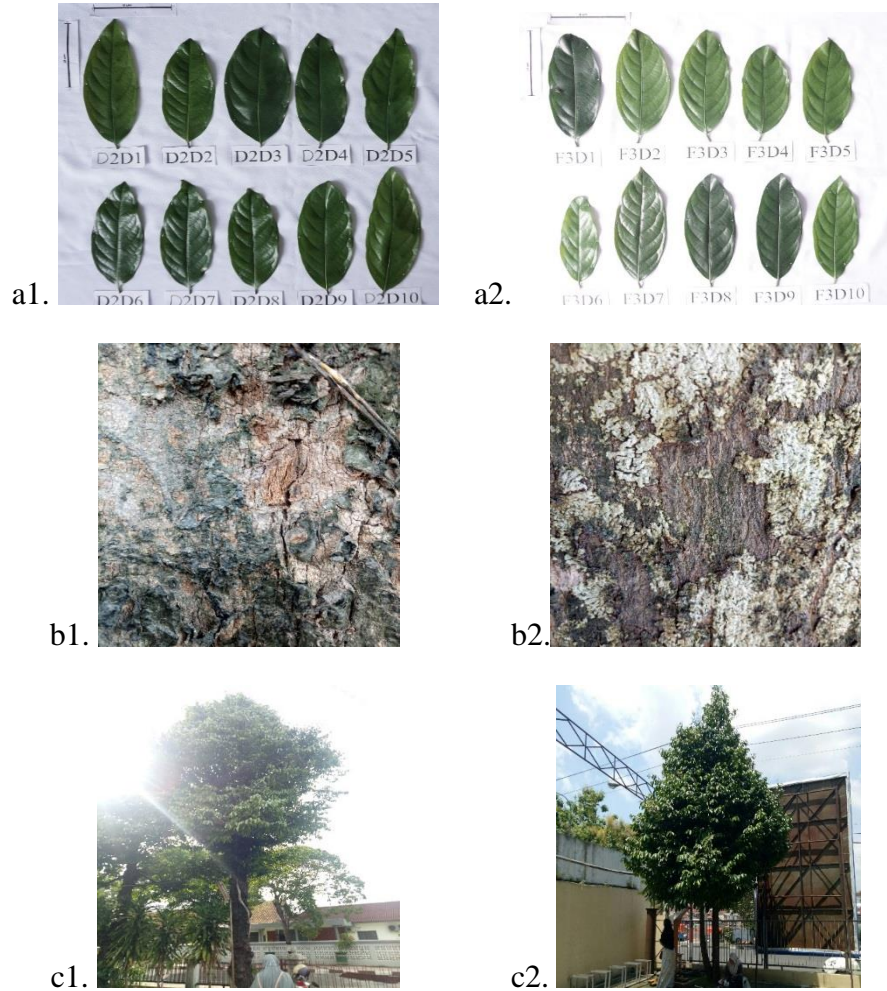 D2D1 D2D2 D2D3 D2D4 D2D5
D2D6 D2D7 D2D8 D2D9 D2D10
a1.
F3D1 F3D2 F3D3 F3D4 F3D5
F3D6 F3D7 F3D8 F3D9 F3D10
a2.
b1.
b2.
c1.
c2.